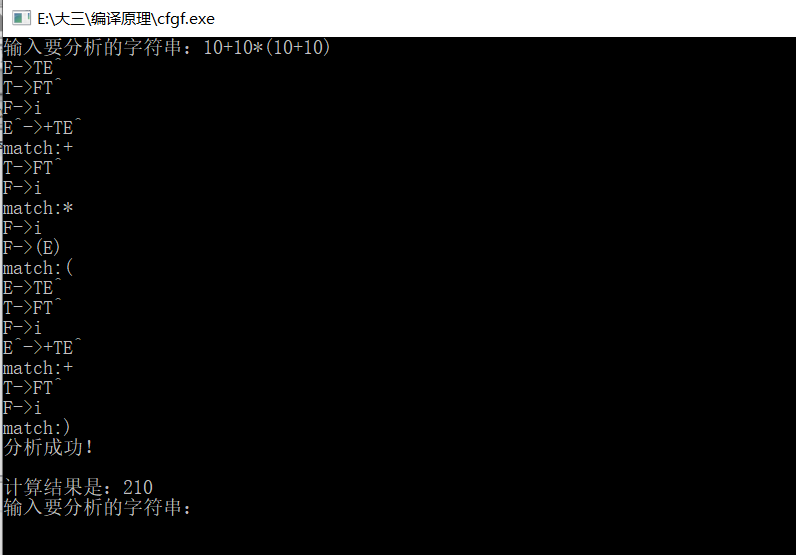 E:\大三\编译原理\cfgf.exe
输入要分析的字符串：10+10*(10+10)
E->TE^
T->FT^
F->i
E^->+TE^
match:+
T->FT^
F->i
match:*
F->i
F->(E)
match:(
E->TE^
T->FT^
F->i
E^->+TE^
match:+
T->FT^
F->i
match:)
分析成功！
计算结果是：210
输入要分析的字符串：